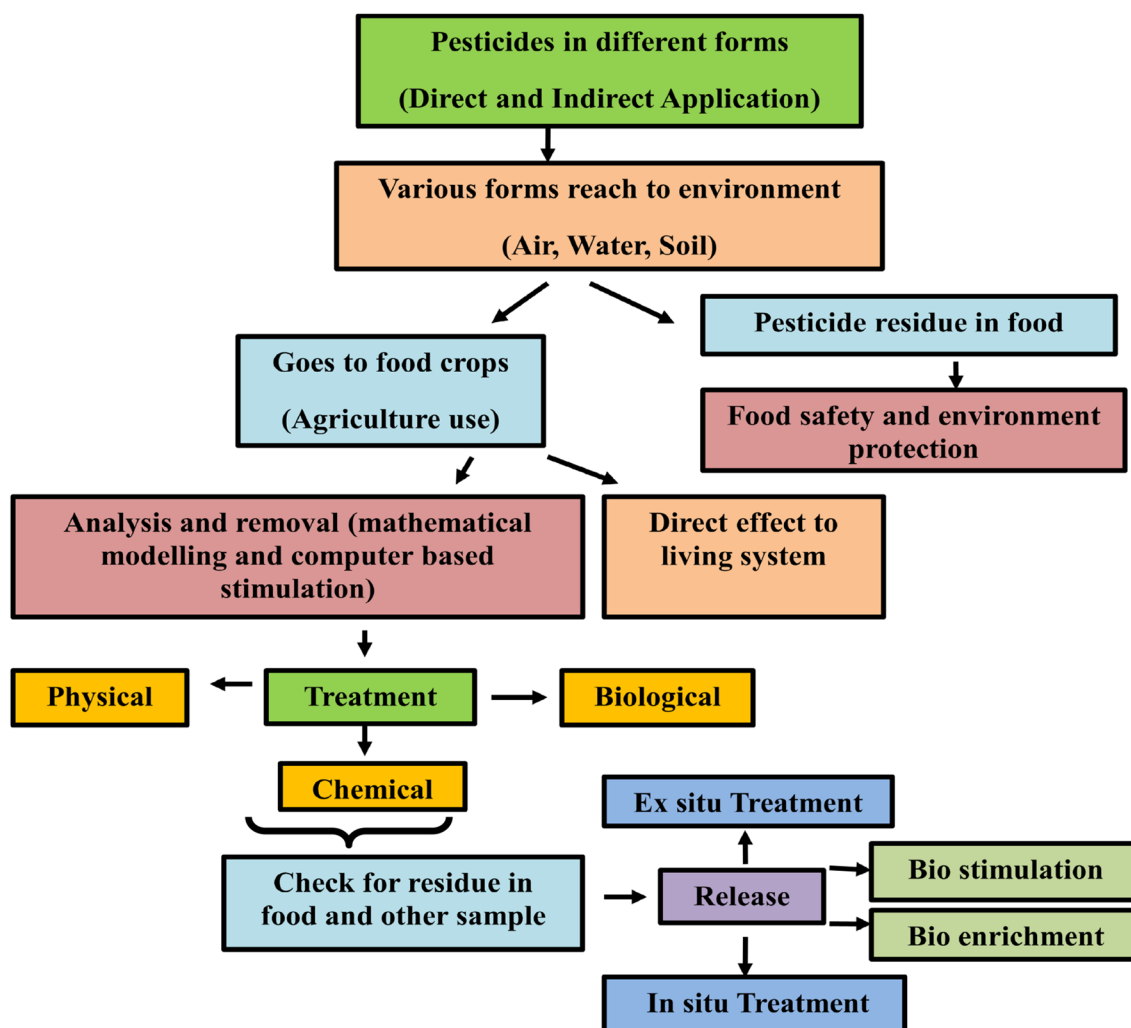 Pesticides in different forms
(Direct and Indirect Application)
Various forms reach to environment
(Air, Water, Soil)
Pesticide residue in food
Goes to food crops
(Agriculture use)
Food safety and environment
protection
Analysis and removal (mathematical
modelling and computer based
stimulation)
Direct effect to
living system
Physical
Treatment
Biological
Chemical
Ex situ Treatment
Check for residue in
food and other sample
Release
Bio stimulation
Bio enrichment
In situ Treatment